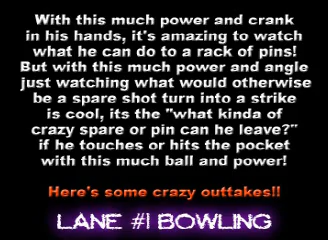 With this much power and crank
in his hands, it's amazing to watch
what he can do to a rack of pins!
But with this much power and angle
just watching what would otherwise
be a spare shot turn into a strike
is cool, its the "what kinda of
crazy spare or pin can he leave?"
if he touches or hits the pocket
with this much ball and power!
Here's some crazy outtakes!!
LANE #1 BOWLING